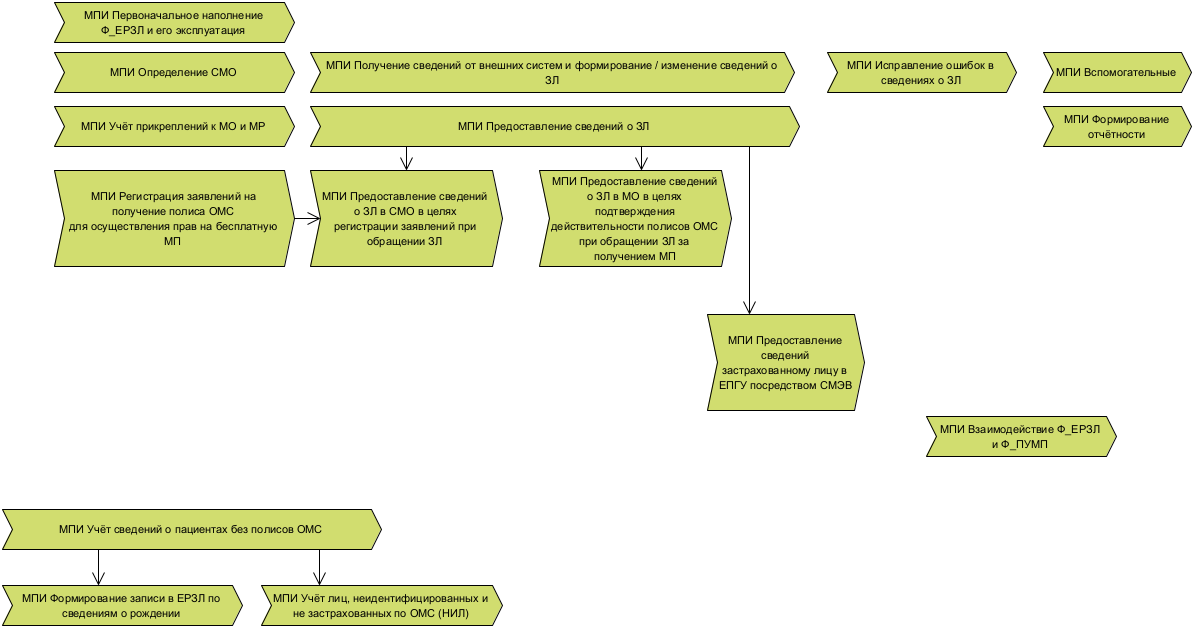 МПИ Первоначальное наполнение
Ф_ЕРЗЛ и его эксплуатация
МПИ Определение СМО
МПИ Получение сведений от внешних систем и формирование / изменение сведений о
ЗЛ
МПИ Исправление ошибок в
сведениях о ЗЛ
МПИ Вспомогательные
МПИ Учёт прикреплений к МО и МР
МПИ Предоставление сведений о ЗЛ
МПИ Формирование
отчётности
МПИ Регистрация заявлений на
получение полиса ОМС
для осуществления прав на бесплатную
МП
МПИ Предоставление сведений
о ЗЛ в СМО в целях
регистрации заявлений при
обращении ЗЛ
МПИ Предоставление сведений
о ЗЛ в МО в целях
подтверждения
действительности полисов ОМС
при обращении ЗЛ за
получением МП
МПИ Предоставление
сведений
застрахованному лицу в
ЕПГУ посредством СМЭВ
МПИ Взаимодействие Ф_ЕРЗЛ
и Ф_ПУМП
МПИ Учёт сведений о пациентах без полисов ОМС
МПИ Формирование записи в ЕРЗЛ по
сведениям о рождении
МПИ Учёт лиц, неидентифицированных и
не застрахованных по ОМС (НИЛ)